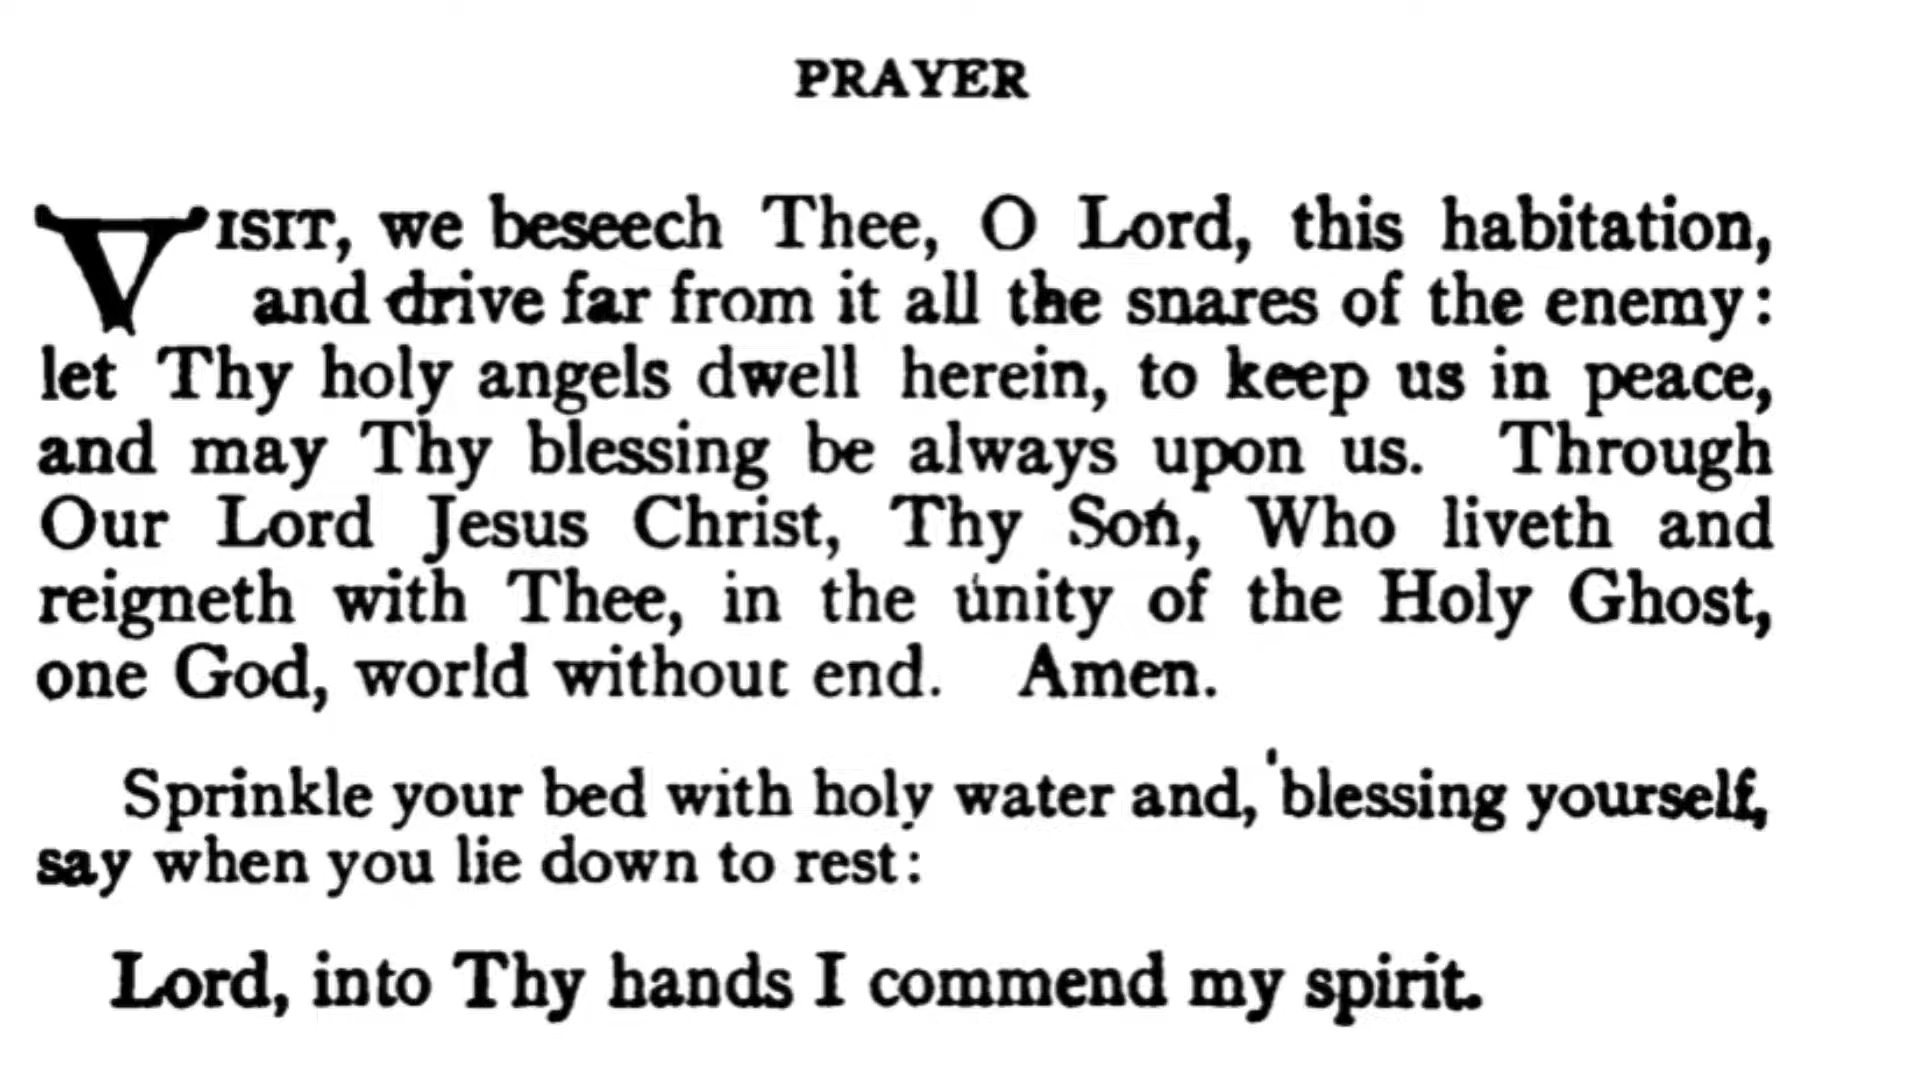 PRAYER
VISIT, we beseech Thee, O Lord, this habitation,
and drive far from it all the snares of the enemy:
let Thy holy angels dwell herein, to keep us in peace,
and may Thy blessing be always upon us. Through
Our Lord Jesus Christ, Thy Son, Who liveth and
reigneth with Thee, in the unity of the Holy Ghost,
one God, world without end. Amen.
Sprinkle your bed with holy water and, blessing yourself,
say when you lie down to rest:
Lord, into Thy hands I commend my spirit.